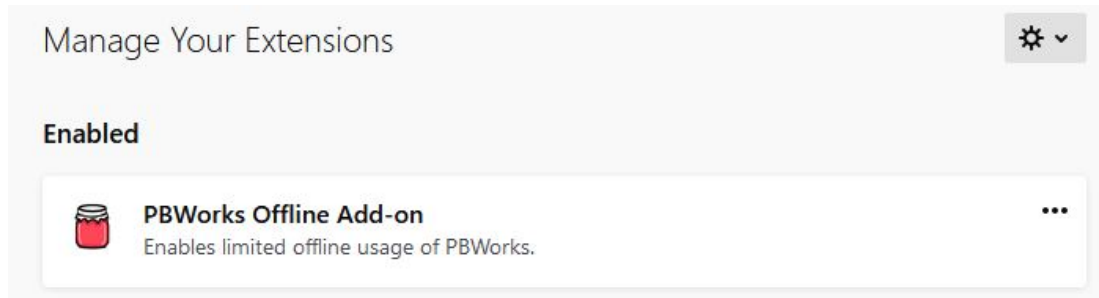 Manage Your Extensions
Enabled
PBWorks Offline Add-on
Enables limited offline usage of PBWorks.